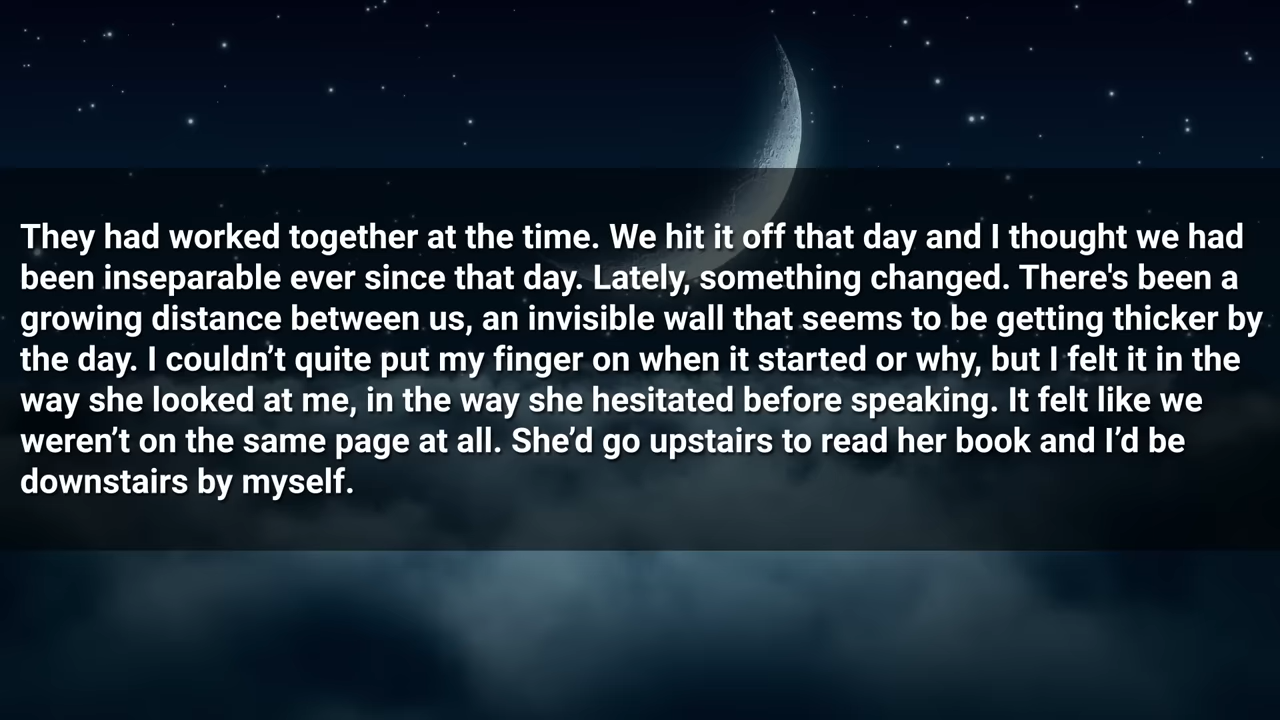 They had worked together at the time. We hit it off that day and I thought we had
been inseparable ever since that day. Lately, something changed. There's been a
growing distance between us, an invisible wall that seems to be getting thicker by
the day. I couldn’t quite put my finger on when it started or why, but I felt it in the
way she looked at me, in the way she hesitated before speaking. It felt like we
weren’t on the same page at all. She’d go upstairs to read her book and I’d be
downstairs by myself.